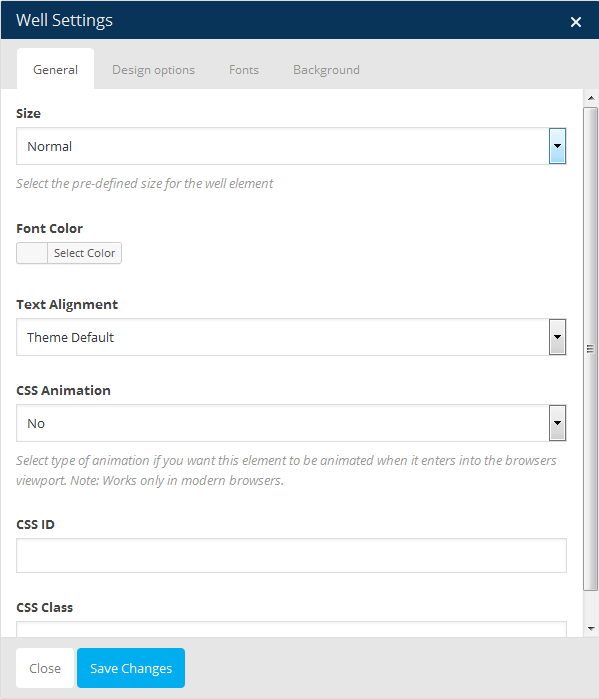 Well Settings
General Design options Fonts Background
Size
Normal
Select the pre-defined size for the well element
Font Color
Select Color
Text Alignment
Theme Default
CSS Animation
No
Select type of animation if you want this element to be animated when it enters into the browsers
viewport. Note: Works only in modern browsers.
CSS ID
CSS Class
Close Save Changes